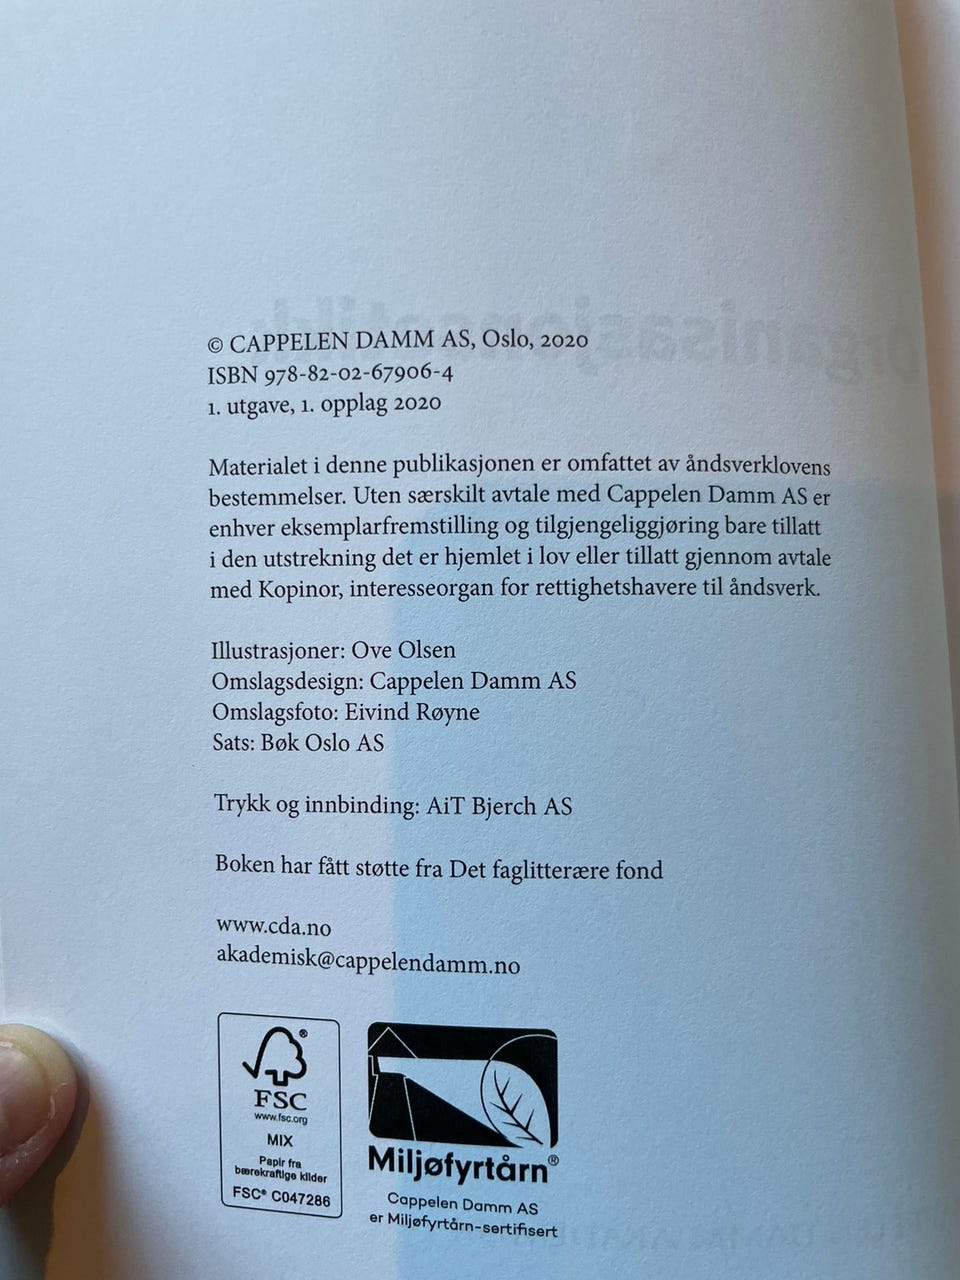 © CAPPELEN DAMM AS, Oslo, 2020
ISBN 978-82-02-67906-4
1. utgave, 1. opplag 2020
Materialet i denne publikasjonen er omfattet av åndsverklovens
bestemmelser. Uten særskilt avtale med Cappelen Damm AS er
enhver eksemplarfremstilling og tilgjengeliggjøring bare tillatt
i den utstrekning det er hjemlet i lov eller tillatt gjennom avtale
med Kopinor, interesseorgan for rettighetshavere til åndsverk.
Illustrasjoner: Ove Olsen
Omslagsdesign: Cappelen Damm AS
Omslagsfoto: Eivind Røyne
Sats: Bøk Oslo AS
Trykk og innbinding: AiT Bjerch AS
Boken har fått støtte fra Det faglitterære fond
www.cda.no
akademisk@cappelendamm.no
®
FSC
www.fsc.org
MIX
Papir fra
bærekraftige kilder
FSC® C047286
Miljøfyrtårn®
Cappelen Damm AS
er Miljøfyrtårn-sertifisert